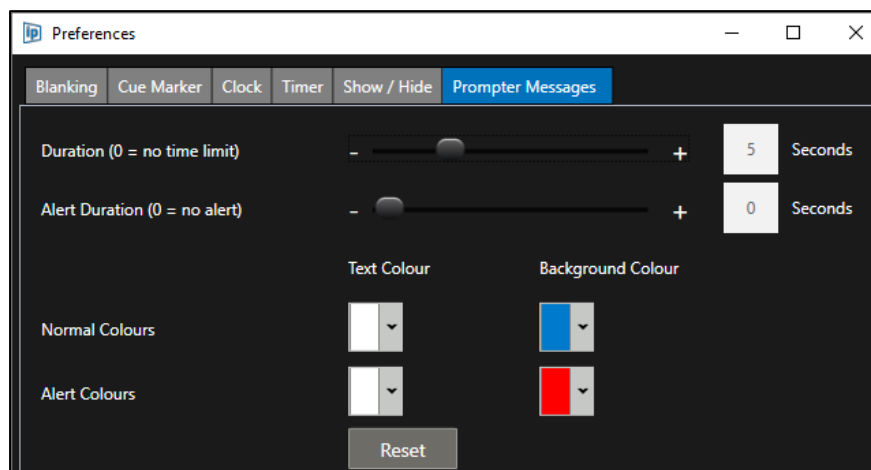 ip Preferences
Blanking Cue Marker Clock Timer Show / Hide Prompter Messages
Duration (0 = no time limit) - + 5 Seconds
Alert Duration (0 = no alert) - + 0 Seconds
Text Colour Background Colour
Normal Colours
Alert Colours
Reset